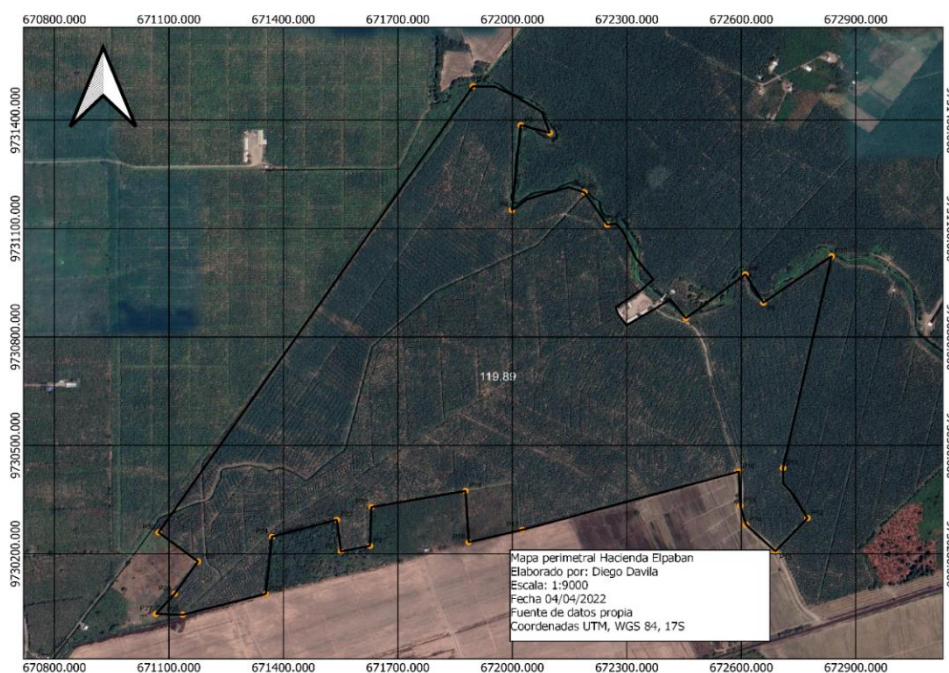 670800.000 671100.000 671400.000 671700.000 672000.000 672300.000 672600.000 672900.000
9731400.000
9731100.000
9730800.000
119.89
9730500.000
9730200.000
Mapa perimetral Hacienda Elpaban
Elaborado por: Diego Davila
Escala: 1:9000
Fecha 04/04/2022
Fuente de datos propia
Coordenadas UTM, WGS 84, 17S
670800.000 671100.000 671400.000 671700.000 672000.000 672300.000 672600.000 672900.000